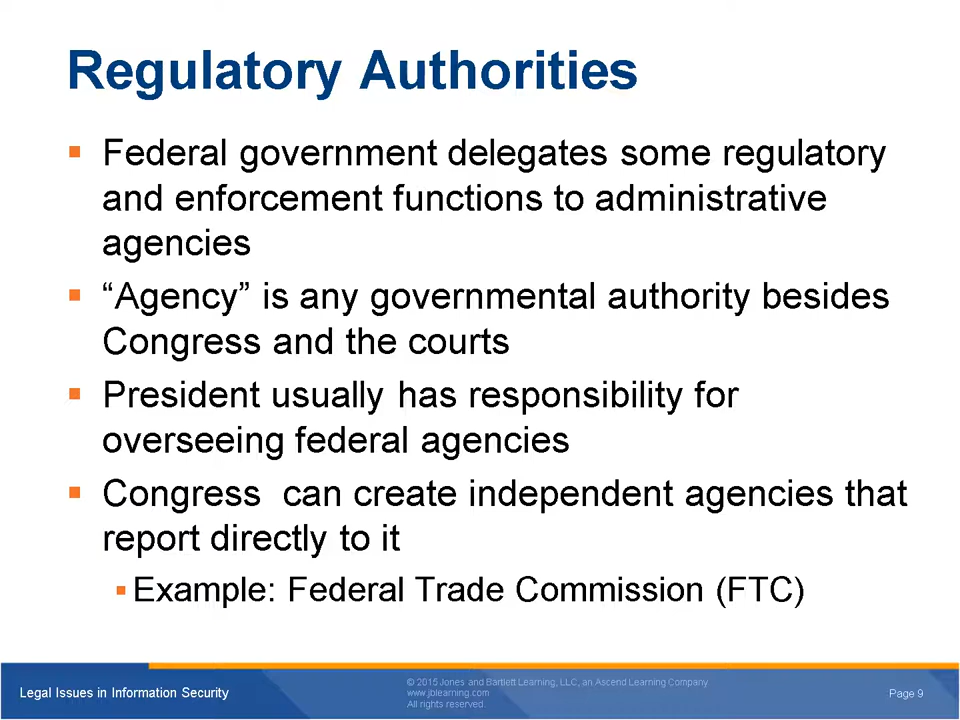 Regulatory Authorities
▪ Federal government delegates some regulatory
and enforcement functions to administrative
agencies
▪ “Agency” is any governmental authority besides
Congress and the courts
▪ President usually has responsibility for
overseeing federal agencies
▪ Congress  can create independent agencies that
report directly to it
▪ Example: Federal Trade Commission (FTC)
Legal Issues in Information Security
© 2015 Jones and Bartlett Learning, LLC, an Ascend Learning Company
www.jblearning.com
All rights reserved.
Page 9